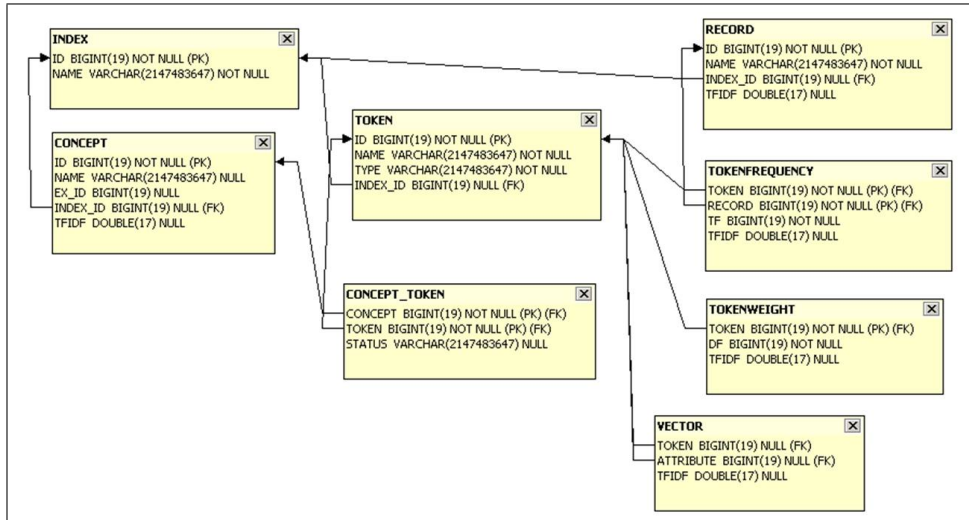 INDEX
ID BIGINT(19) NOT NULL (PK)
NAME VARCHAR(2147483647) NOT NULL
CONCEPT
ID BIGINT(19) NOT NULL (PK)
NAME VARCHAR(2147483647) NOT NULL
EX_ID BIGINT(19) NULL
INDEX_ID BIGINT(19) NULL (FK)
TFIDF DOUBLE(17) NULL
TOKEN
ID BIGINT(19) NOT NULL (PK)
NAME VARCHAR(2147483647) NOT NULL
TYPE VARCHAR(2147483647) NOT NULL
INDEX_ID BIGINT(19) NULL (FK)
CONCEPT_TOKEN
CONCEPT BIGINT(19) NOT NULL (PK) (FK)
TOKEN BIGINT(19) NOT NULL (PK) (FK)
STATUS VARCHAR(2147483647) NULL
RECORD
ID BIGINT(19) NOT NULL (PK)
NAME VARCHAR(2147483647) NOT NULL
INDEX_ID BIGINT(19) NULL (FK)
TFIDF DOUBLE(17) NULL
TOKENFREQUENCY
TOKEN BIGINT(19) NOT NULL (PK) (FK)
RECORD BIGINT(19) NOT NULL (PK) (FK)
TF BIGINT(19) NOT NULL
TFIDF DOUBLE(17) NULL
TOKENWEIGHT
TOKEN BIGINT(19) NOT NULL (PK) (FK)
DF BIGINT(19) NOT NULL
TFIDF DOUBLE(17) NULL
VECTOR
TOKEN BIGINT(19) NULL (FK)
ATTRIBUTE BIGINT(19) NULL (FK)
TFIDF DOUBLE(17) NULL